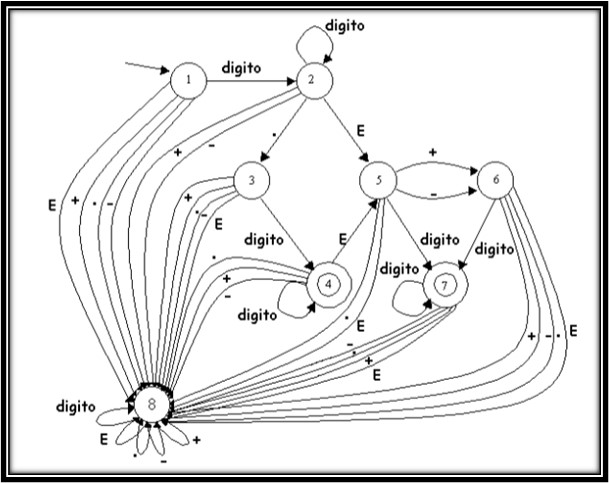 digito
digito
1
2
+
-
.
E
+
3
5
6
-
E
+
.
-
+
.
-
E
digito
E
digito
digito
.
+
-
4
digito
7
digito
.
E
-
.
+
E
+
-
.
E
8
digito
E
.
-
+